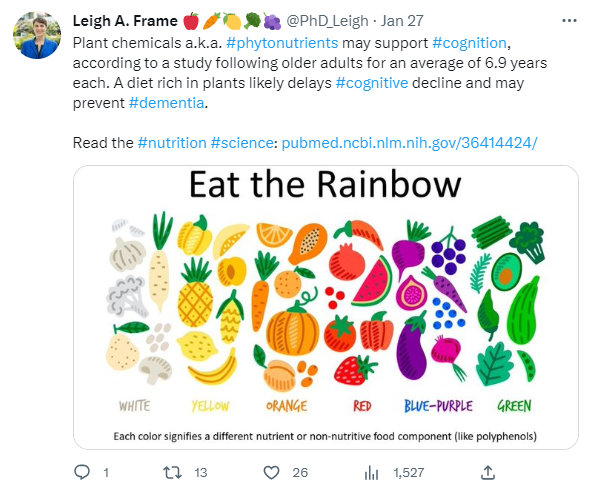 Leigh A. Frame 🍎🥕🍋🥦🍇 @PhD_Leigh · Jan 27
Plant chemicals a.k.a. #phytonutrients may support #cognition,
according to a study following older adults for an average of 6.9 years
each. A diet rich in plants likely delays #cognitive decline and may
prevent #dementia.
Read the #nutrition #science: pubmed.ncbi.nlm.nih.gov/36414424/
Eat the Rainbow
WHITE YELLOW ORANGE RED BLUE-PURPLE GREEN
Each color signifies a different nutrient or non-nutritive food component (like polyphenols)
1 13 26 1,527